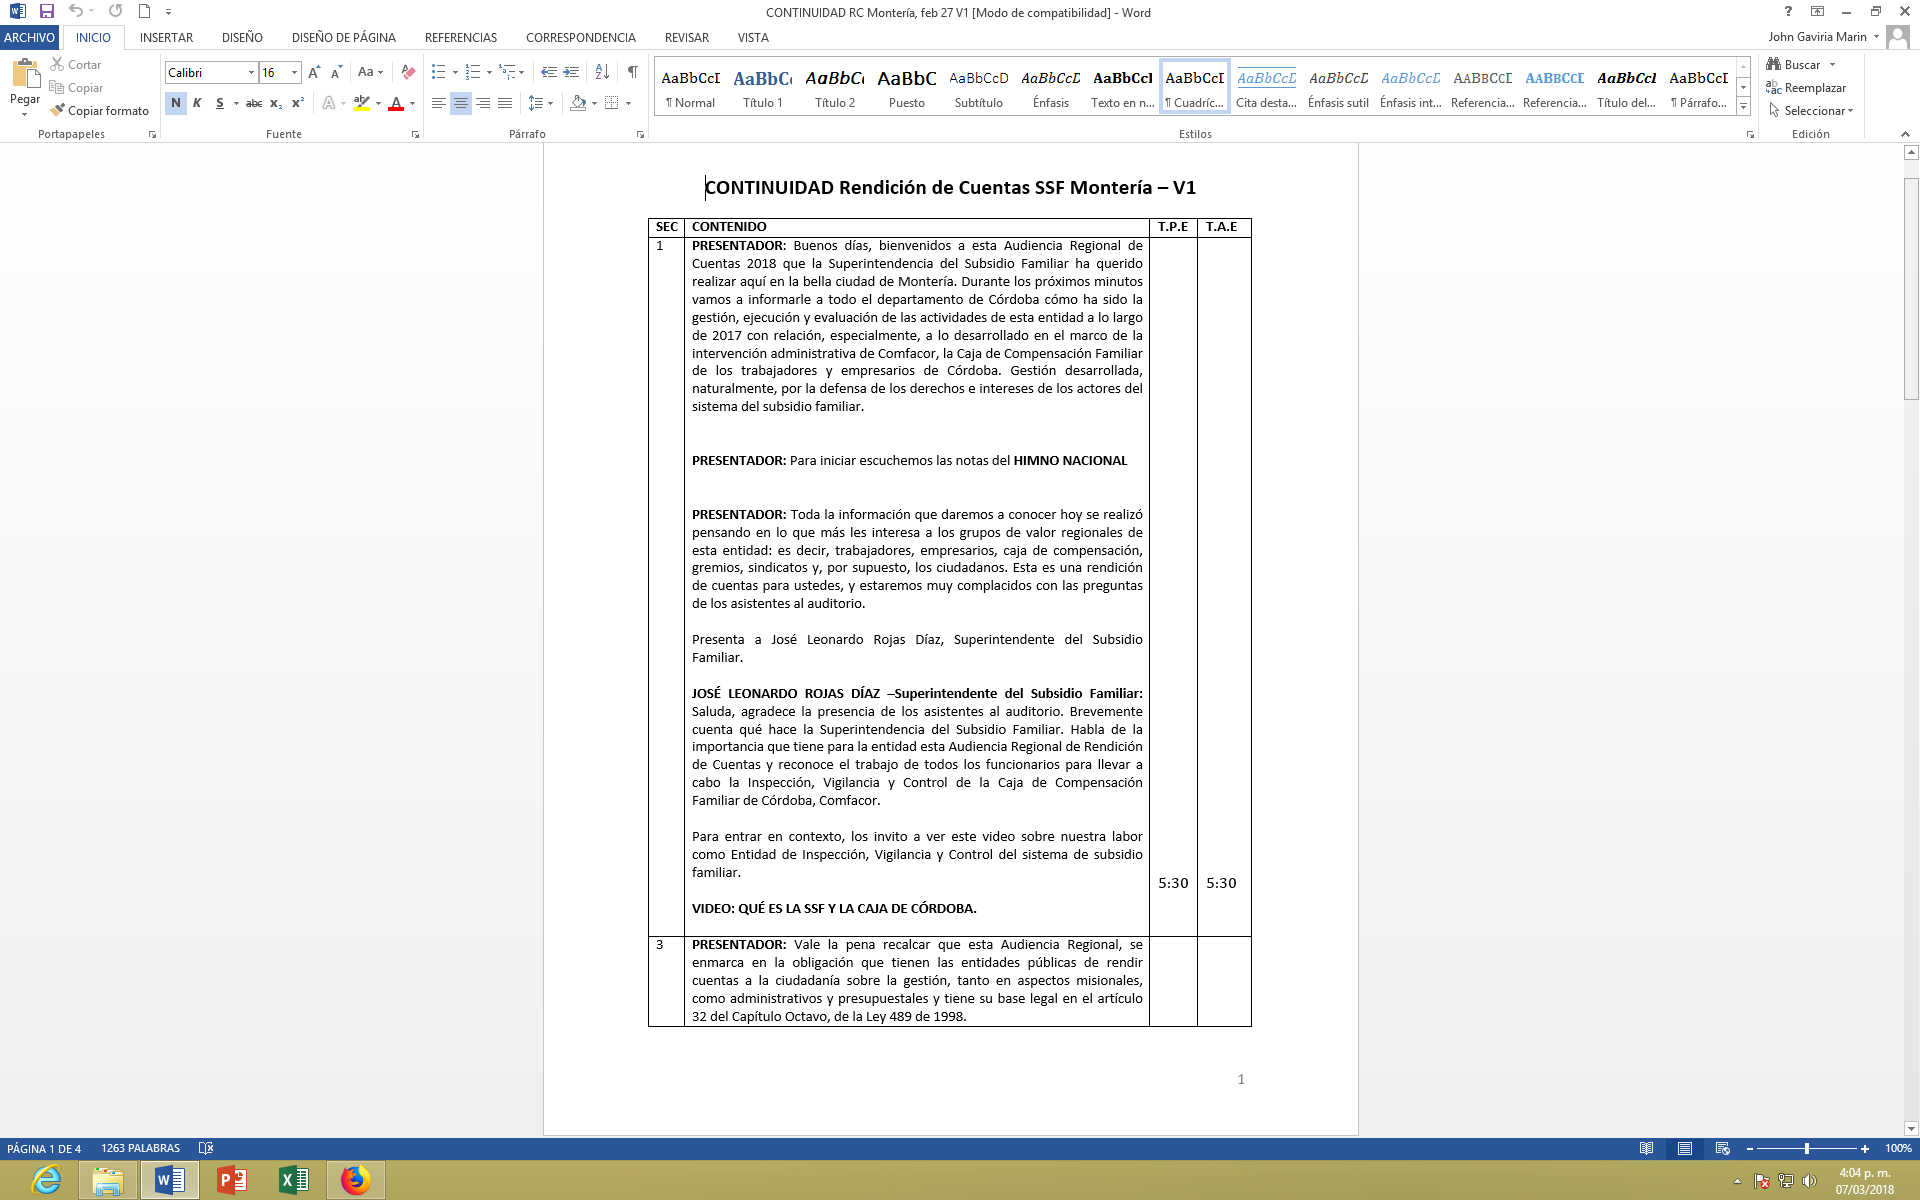 CONTINUIDAD RC Montería, feb 27 V1 [Modo de compatibilidad] - Word
ARCHIVO INICIO INSERTAR DISEÑO DISEÑO DE PÁGINA REFERENCIAS CORRESPONDENCIA REVISAR VISTA
John Gaviria Marin
Pegar
Cortar
Copiar
Copiar formato
Portapapeles
Calibri 16
Fuente
Párrafo
AaBbCcI AaBbC AaBbC AaBbC AaBbCcD AaBbCcD AaBbCcI AaBbCcI AaBbCcD AaBbCcD AaBbCcD AABBCCI AABBCCI AaBbCcI AaBbCcI
¶ Normal Título 1 Título 2 Puesto Subtítulo Énfasis Texto en n... ¶ Cuadríc... Cita desta... Énfasis sutil Énfasis int... Referencia... Referencia... Título del... ¶ Párrafo...
Estilos
Buscar
Reemplazar
Seleccionar
Edición
CONTINUIDAD Rendición de Cuentas SSF Montería – V1
SEC CONTENIDO T.P.E T.A.E
1 PRESENTADOR: Buenos días, bienvenidos a esta Audiencia Regional de
Cuentas 2018 que la Superintendencia del Subsidio Familiar ha querido
realizar aquí en la bella ciudad de Montería. Durante los próximos minutos
vamos a informarle a todo el departamento de Córdoba cómo ha sido la
gestión, ejecución y evaluación de las actividades de esta entidad a lo largo
de 2017 con relación, especialmente, a lo desarrollado en el marco de la
intervención administrativa de Comfacor, la Caja de Compensación Familiar
de los trabajadores y empresarios de Córdoba. Gestión desarrollada,
naturalmente, por la defensa de los derechos e intereses de los actores del
sistema del subsidio familiar.
PRESENTADOR: Para iniciar escuchemos las notas del HIMNO NACIONAL
PRESENTADOR: Toda la información que daremos a conocer hoy se realizó
pensando en lo que más les interesa a los grupos de valor regionales de
esta entidad: es decir, trabajadores, empresarios, caja de compensación,
gremios, sindicatos y, por supuesto, los ciudadanos. Esta es una rendición
de cuentas para ustedes, y estaremos muy complacidos con las preguntas
de los asistentes al auditorio.
Presenta a José Leonardo Rojas Díaz, Superintendente del Subsidio
Familiar.
JOSÉ LEONARDO ROJAS DÍAZ –Superintendente del Subsidio Familiar:
Saluda, agradece la presencia de los asistentes al auditorio. Brevemente
cuenta qué hace la Superintendencia del Subsidio Familiar. Habla de la
importancia que tiene para la entidad esta Audiencia Regional de Rendición
de Cuentas y reconoce el trabajo de todos los funcionarios para llevar a
cabo la Inspección, Vigilancia y Control de la Caja de Compensación
Familiar de Córdoba, Comfacor.
Para entrar en contexto, los invito a ver este video sobre nuestra labor
como Entidad de Inspección, Vigilancia y Control del sistema de subsidio
familiar.
5:30 5:30
VIDEO: QUÉ ES LA SSF Y LA CAJA DE CÓRDOBA.
3 PRESENTADOR: Vale la pena recalcar que esta Audiencia Regional, se
enmarca en la obligación que tienen las entidades públicas de rendir
cuentas a la ciudadanía sobre la gestión, tanto en aspectos misionales,
como administrativos y presupuestales y tiene su base legal en el artículo
32 del Capítulo Octavo, de la Ley 489 de 1998.
1
PÁGINA 1 DE 4 1263 PALABRAS
100%
4:04 p. m.
07/03/2018